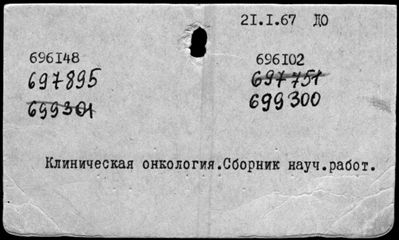 21.I.67 ДО
696148 696102
697895 697751
699301 699300
Клиническая онкология.Сборник науч.работ.